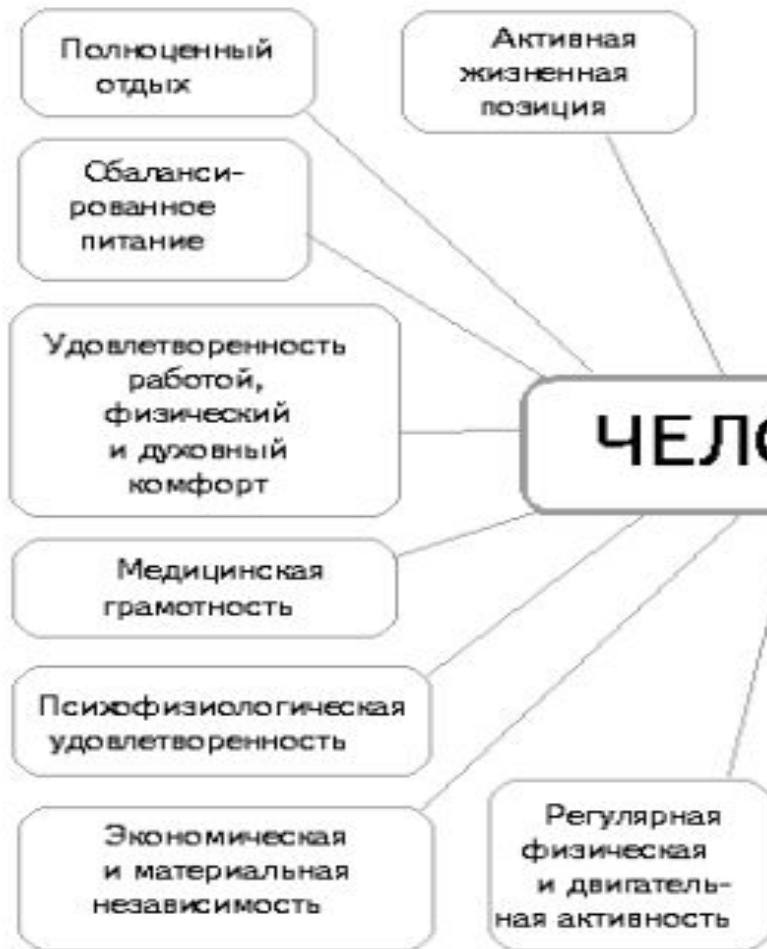 Полноценный
отдых
Активная
жизненная
позиция
Сбаланси-
рованное
питание
Удовлетворенность
работой,
физический
и духовный
комфорт
ЧЕЛО
Медицинская
грамотность
Психофизиологическая
удовлетворенность
Экономическая
и материальная
независимость
Регулярная
физическая
и двигатель-
ная активность